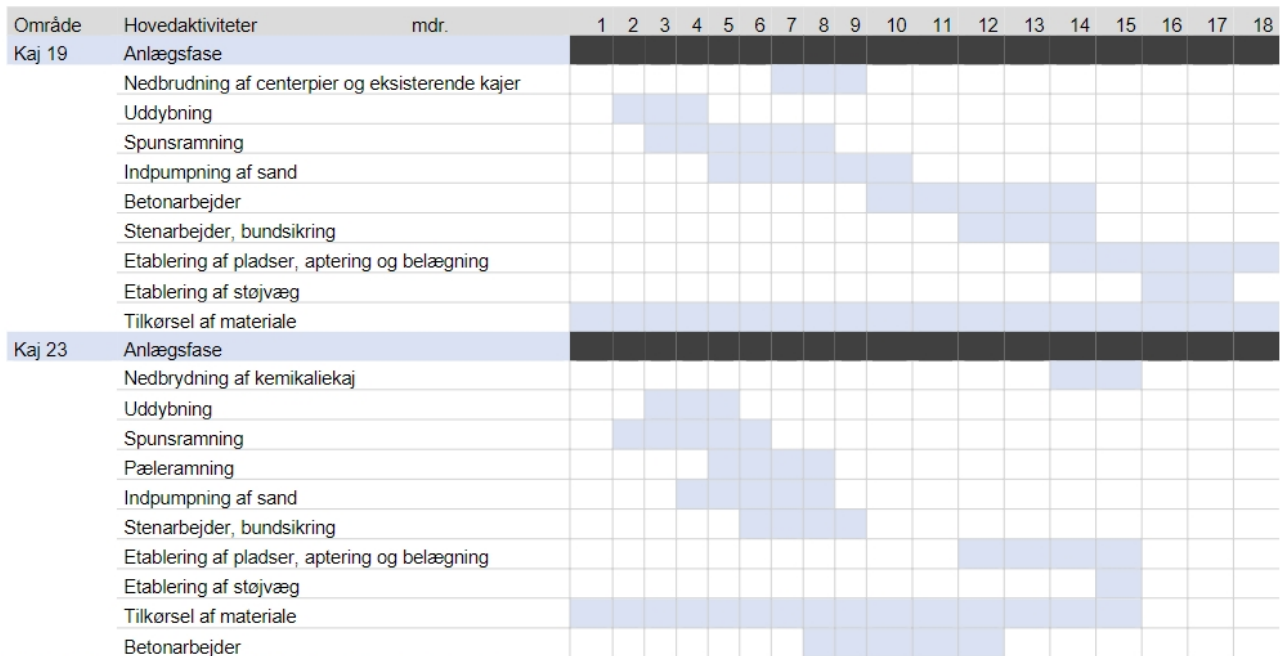 Område Hovedaktiviteter mdr. 1 2 3 4 5 6 7 8 9 10 11 12 13 14 15 16 17 18
Kaj 19 Anlægsfase
Nedbrudning af centerpier og eksisterende kajer
Uddybning
Spunsramning
Indpumpning af sand
Betonarbejder
Stenarbejder, bundsikring
Etablering af pladser, aptering og belægning
Etablering af støjvæg
Tilkørsel af materiale
Kaj 23 Anlægsfase
Nedbrydning af kemikaliekaj
Uddybning
Spunsramning
Pæleramning
Indpumpning af sand
Stenarbejder, bundsikring
Etablering af pladser, aptering og belægning
Etablering af støjvæg
Tilkørsel af materiale
Betonarbejder